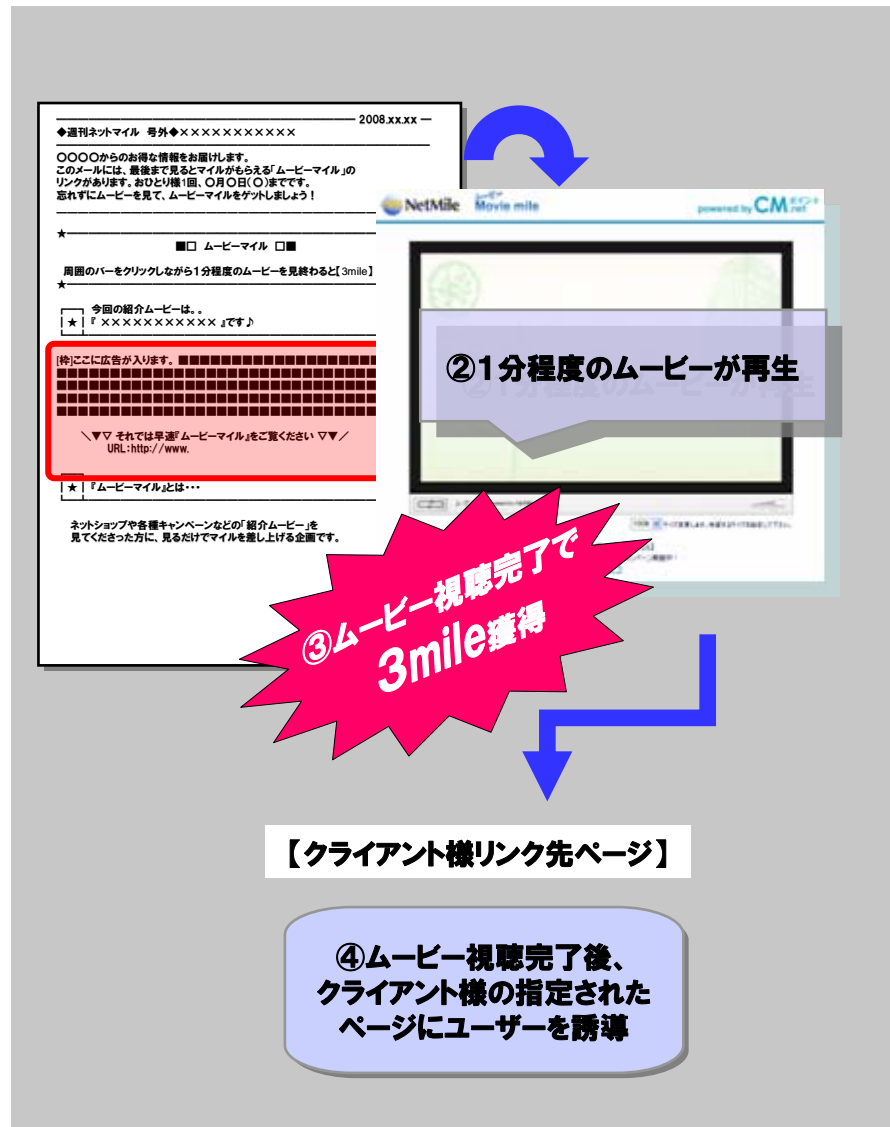 2008.xx.xx
◆週刊ネットマイル 号外◆××××××××××××
〇〇〇〇からのお得な情報をお届けします。
このメールには、最後まで見るとマイルがもらえる「ムービーマイル」の
リンクがあります。おひとり様1回、〇月〇日(〇)までです。
忘れずにムービーを見て、ムービーマイルをゲットしましょう！
★
■□ ムービーマイル □■
周囲のバーをクリックしながら1分程度のムービーを見終わると【3mile】
★
今回の紹介ムービーは。。
|★|『 ××××××××××× 』です♪
[枠]ここに広告が入ります。■■■■■■■■■■■■■■■■■■■
■■■■■■■■■■■■■■■■■■■■■■■■■■■■■■
■■■■■■■■■■■■■■■■■■■■■■■■■■■■■■
■■■■■■■■■■■■■■■■■■■■■■■■■■■■■■
＼▼▽ それでは早速『ムービーマイル』をご覧ください ▽▼／
URL:http://www.
|★|『ムービーマイル』とは・・・
ネットショップや各種キャンペーンなどの「紹介ムービー」を
見てくださった方に、見るだけでマイルを差し上げる企画です。
NetMile
ムービー
Movie mile
powered by CM.net
②1分程度のムービーが再生
③ムービー視聴完了で
3mile獲得
【クライアント様リンク先ページ】
④ムービー視聴完了後、
クライアント様の指定された
ページにユーザーを誘導